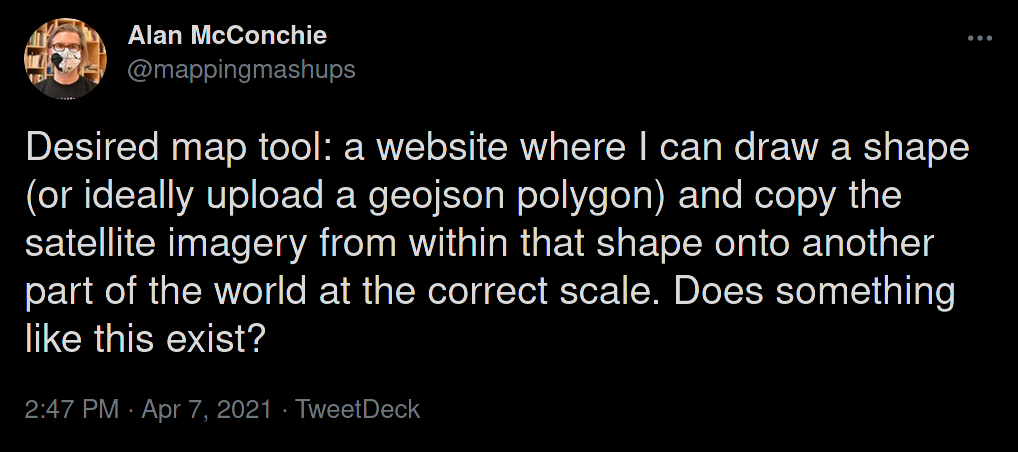 Alan McConchie
@mappingmashups
Desired map tool: a website where I can draw a shape
(or ideally upload a geojson polygon) and copy the
satellite imagery from within that shape onto another
part of the world at the correct scale. Does something
like this exist?
2:47 PM · Apr 7, 2021 · TweetDeck